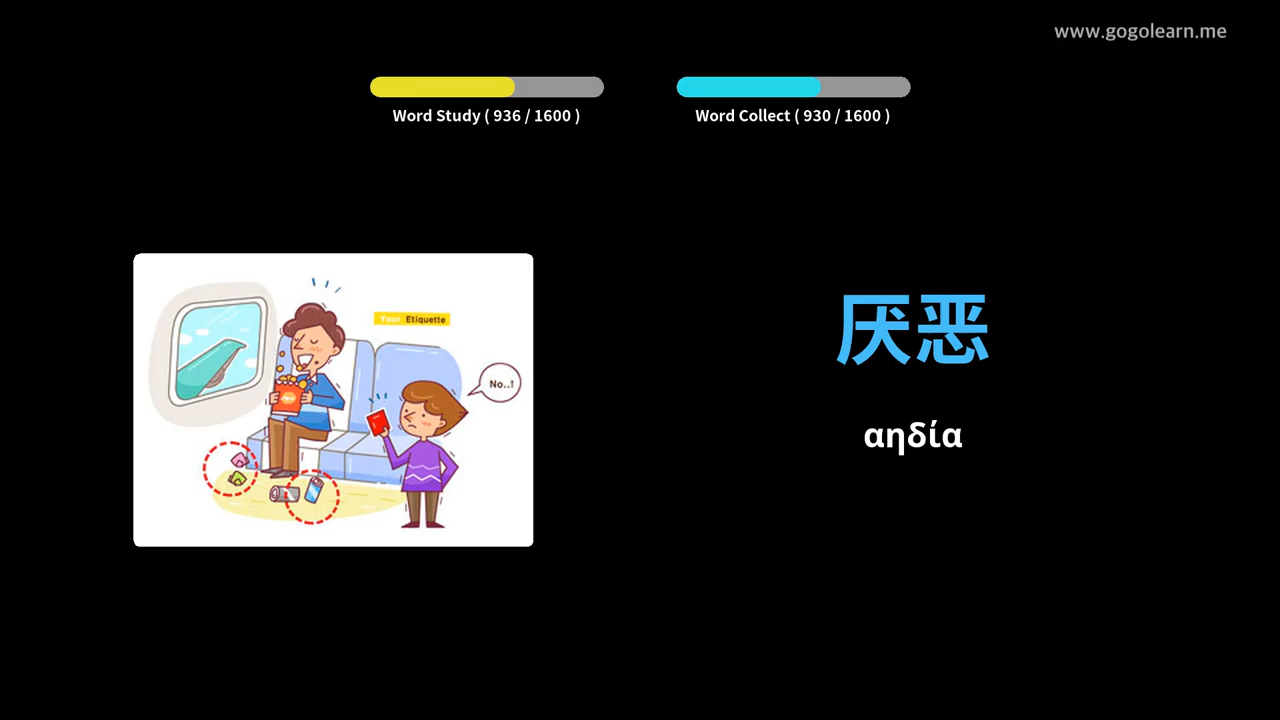 www.gogolearn.me
Word Study ( 936 / 1600 )
Word Collect ( 930 / 1600 )
Your Etiquette
No..!
厌恶
αηδία